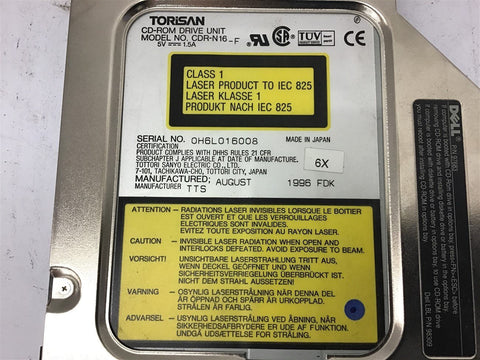 TORISAN
CD-ROM DRIVE UNIT
MODEL NO. CDR-N16-F
5V 1.5A
TUV
CE
CLASS 1
LASER PRODUCT TO IEC 825
LASER KLASSE 1
PRODUKT NACH IEC 825
SERIAL NO. 0H6L016008
MADE IN JAPAN
CERTIFICATION
PRODUCT COMPLIES WITH DHHS RULES 21 CFR
SUBCHAPTER J APPLICABLE AT DATE OF MANUFACTURE.
TOTTORI SANYO ELECTRIC CO., LTD.
7-101, TACHIKAWA-CHO, TOTTORI CITY, JAPAN
6X
MANUFACTURED; AUGUST 1996 FDK
MANUFACTURER TTS
ATTENTION – RADIATIONS LASER INVISIBLES LORSQUE LE BOITIER
EST OUVERT ET QUE LES VERROUILLAGES
ELECTRIQUES SONT INVALIDES.
EVITEZ TOUTE EXPOSITION AU RAYON LASER.
CAUTION – INVISIBLE RADIATION WHEN OPEN AND
INTERLOCKS DEFEATED. AVOID EXPOSURE TO BEAM.
VORSICHT! – UNSICHTBARE LASERSTRAHLUNG TRITT AUS,
WENN DECKEL GEÖFFNET UND WENN
SICHERHEITSVERRIEGELUNG ÜBERBRÜCKT IST.
NICHT DEM STRAHL AUSSETZEN!
VARNING – OSYNLIG LASERSTRÅLNING NÄR DENNA DEL
ÄR ÖPPNAD OCH SPÄRR ÄR URKOPPLAD.
STRÅLEN ÄR FARLIG.
ADVARSEL – USYNLIG LASERSTRÅLING VED ÅBNING, NÅR
SIKKERHEDSAFBRYDERE ER UDE AF FUNKTION.
UNDGÅ UDSÆTTELSE FOR STRÅLING.
DELL
Dell LBL P/N 98309